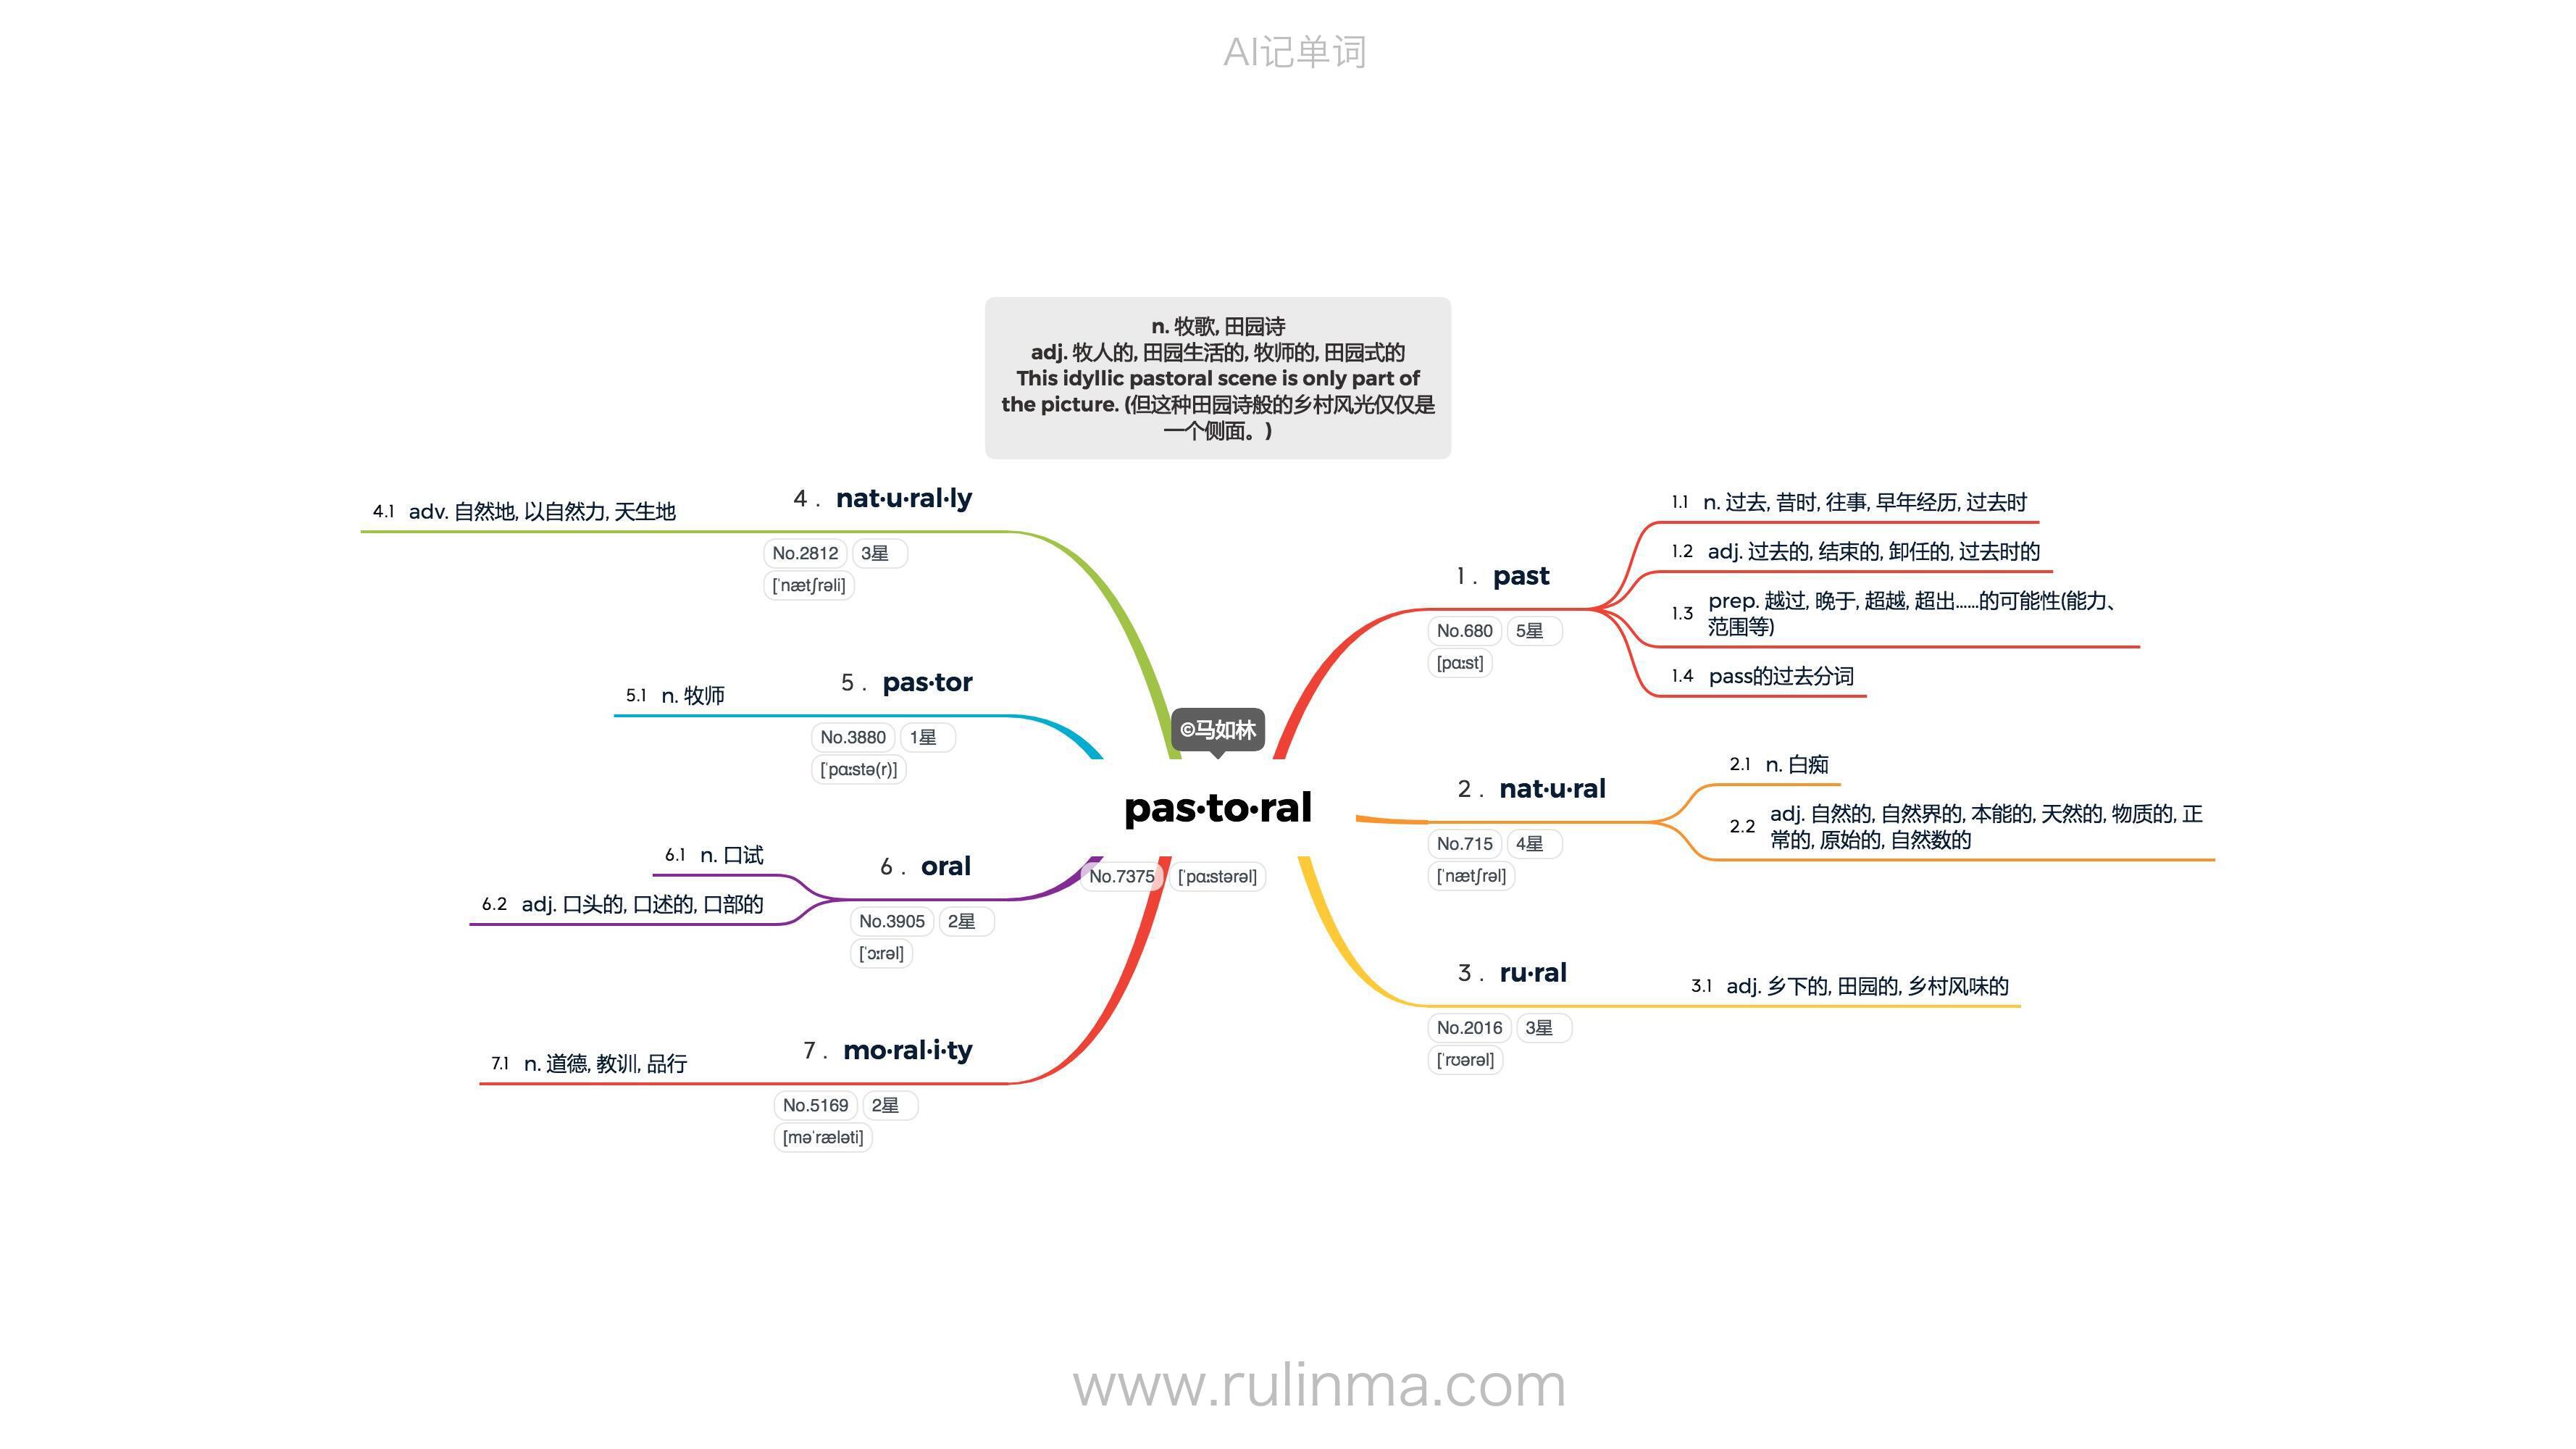 AI记单词
n. 牧歌, 田园诗
adj. 牧人的, 田园生活的, 牧师的, 田园式的
This idyllic pastoral scene is only part of
the picture. (但这种田园诗般的乡村风光仅仅是
一个侧面。)
©马如林
pas·to·ral
No.7375 [ˈpɑːstərəl]
1. past
No.680 5星
[pɑːst]
1.1 n. 过去, 昔时, 往事, 早年经历, 过去时
1.2 adj. 过去的, 结束的, 卸任的, 过去时的
1.3 prep. 越过, 晚于, 超越, 超出……的可能性(能力、
范围等)
1.4 pass的过去分词
2. nat·u·ral
No.715 4星
[ˈnætʃrəl]
2.1 n. 白痴
2.2 adj. 自然的, 自然界的, 本能的, 天然的, 物质的, 正
常的, 原始的, 自然数的
3. ru·ral
No.2016 3星
[ˈrʊərəl]
3.1 adj. 乡下的, 田园的, 乡村风味的
4. nat·u·ral·ly
No.2812 3星
[ˈnætʃrəli]
4.1 adv. 自然地, 以自然力, 天生地
5. pas·tor
No.3880 1星
[ˈpɑːstə(r)]
5.1 n. 牧师
6. oral
No.3905 2星
[ˈɔːrəl]
6.1 n. 口试
6.2 adj. 口头的, 口述的, 口部的
7. mo·ral·i·ty
No.5169 2星
[məˈræləti]
7.1 n. 道德, 教训, 品行
www.rulinma.com